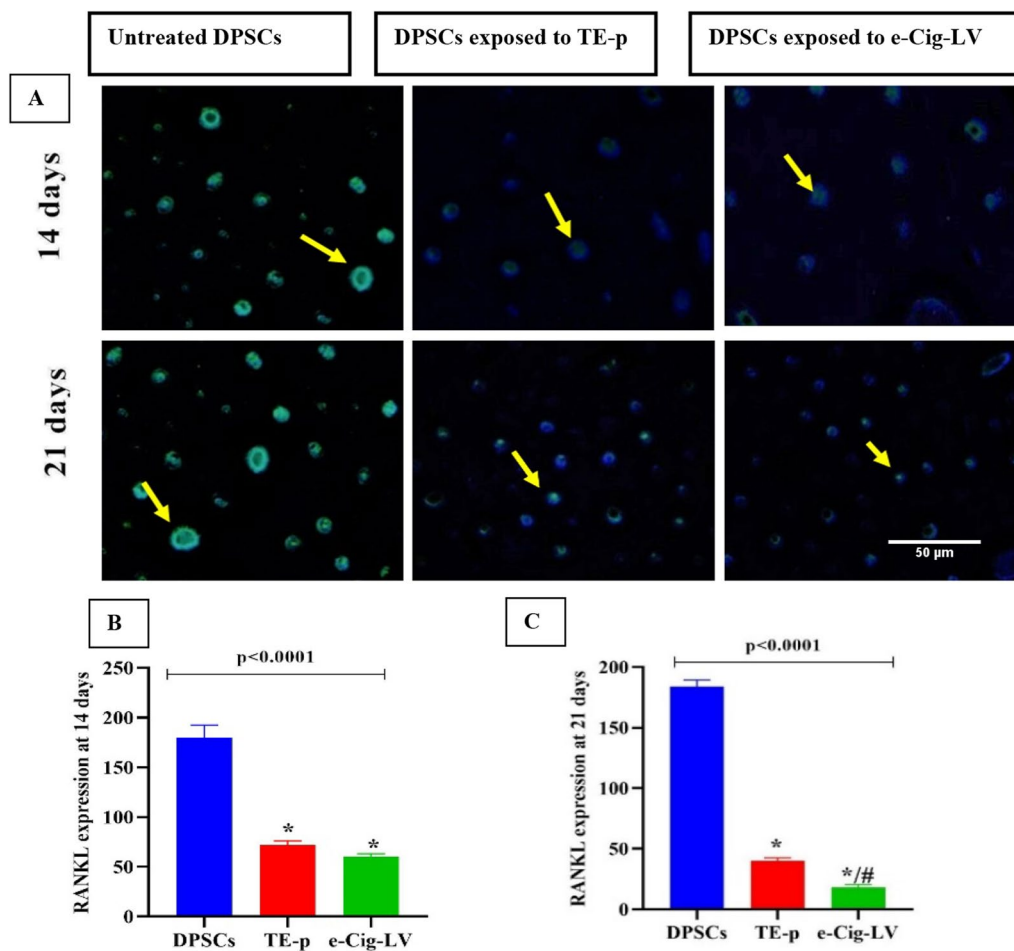 Untreated DPSCs
DPSCs exposed to TE-p
DPSCs exposed to e-Cig-LV
A
14 days
21 days
50 µm
B
p<0.0001
RANKL expression at 14 days
250
200
150
100
50
0
*
*
DPSCs
TE-p
e-Cig-LV
C
p<0.0001
RANKL expression at 21 days
200
150
100
50
0
*
*/#
DPSCs
TE-p
e-Cig-LV